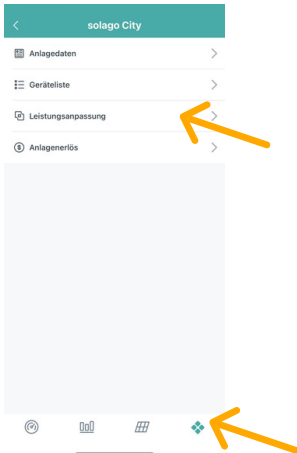 solago City
Anlagedaten
Geräteliste
Leistungsanpassung
Anlagenerlös